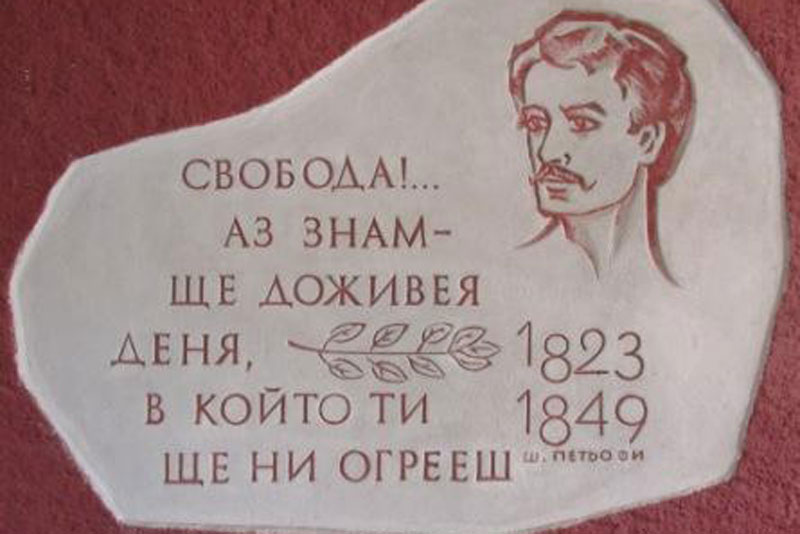 СВОБОДА!...
АЗ ЗНАМ-
ЩЕ ДОЖИВЕЯ
ДЕНЯ,
В КОЙТО ТИ
ЩЕ НИ ОГРЕЕШ
1823
1849
Ш. ПЕТЬОФИ